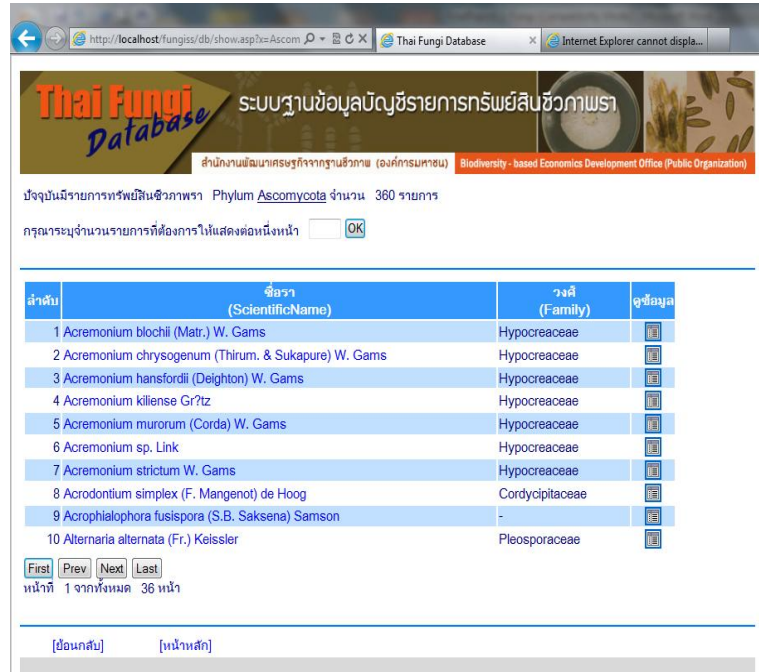 http://localhost/fungiss/db/show.asp?x=Ascom
Thai Fungi Database
Internet Explorer cannot displa...
Thai Fungi
Database
ระบบฐานข้อมูลบัญชีรายการทรัพย์สินชีวภาพรา
สำนักงานพัฒนาเศรษฐกิจจากฐานชีวภาพ (องค์การมหาชน) Biodiversity - based Economics Development Office (Public Organization)
ปัจจุบันมีรายการทรัพย์สินชีวภาพรา Phylum Ascomycota จำนวน 360 รายการ
กรุณาระบุจำนวนรายการที่ต้องการให้แสดงต่อหนึ่งหน้า OK
ลำดับ ชื่อรา (ScientificName) วงศ์ (Family) ดูข้อมูล
1 Acremonium blochii (Matr.) W. Gams Hypocreaceae
2 Acremonium chrysogenum (Thirum. & Sukapure) W. Gams Hypocreaceae
3 Acremonium hansfordii (Deighton) W. Gams Hypocreaceae
4 Acremonium kiliense Gr?tz Hypocreaceae
5 Acremonium murorum (Corda) W. Gams Hypocreaceae
6 Acremonium sp. Link Hypocreaceae
7 Acremonium strictum W. Gams Hypocreaceae
8 Acrodontium simplex (F. Mangenot) de Hoog Cordycipitaceae
9 Acrophialophora fusispora (S.B. Saksena) Samson -
10 Alternaria alternata (Fr.) Keissler Pleosporaceae
First Prev Next Last
หน้าที่ 1 จากทั้งหมด 36 หน้า
[ย้อนกลับ] [หน้าหลัก]